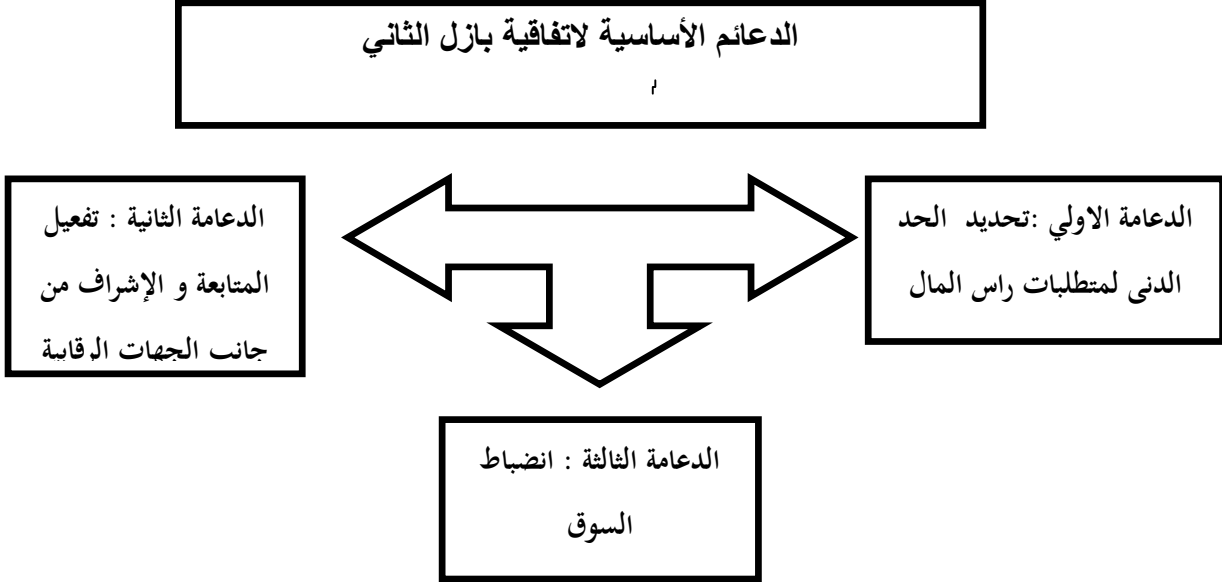 الدعائم الأساسية لاتفاقية بازل الثاني
الدعامة الاولي :تحديد الحد
الدنى لمتطلبات راس المال
الدعامة الثانية : تفعيل
المتابعة و الإشراف من
جانب الجهات الرقابية
الدعامة الثالثة : انضباط
السوق